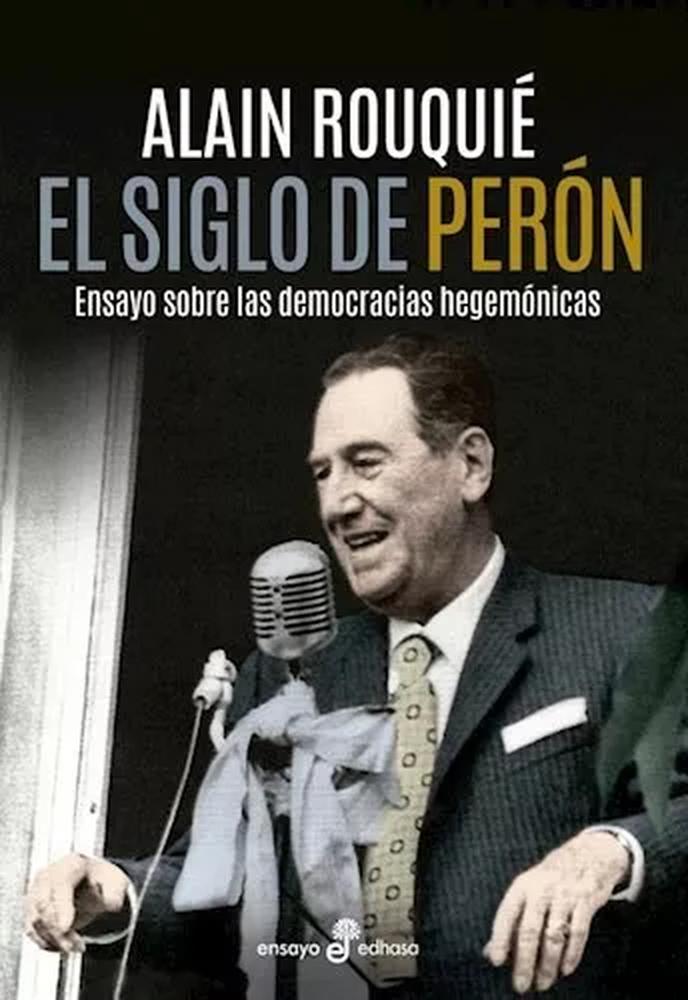 ALAIN ROUQUIÉ
EL SIGLO DE PERÓN
Ensayo sobre las democracias hegemónicas
ensayo edhasa